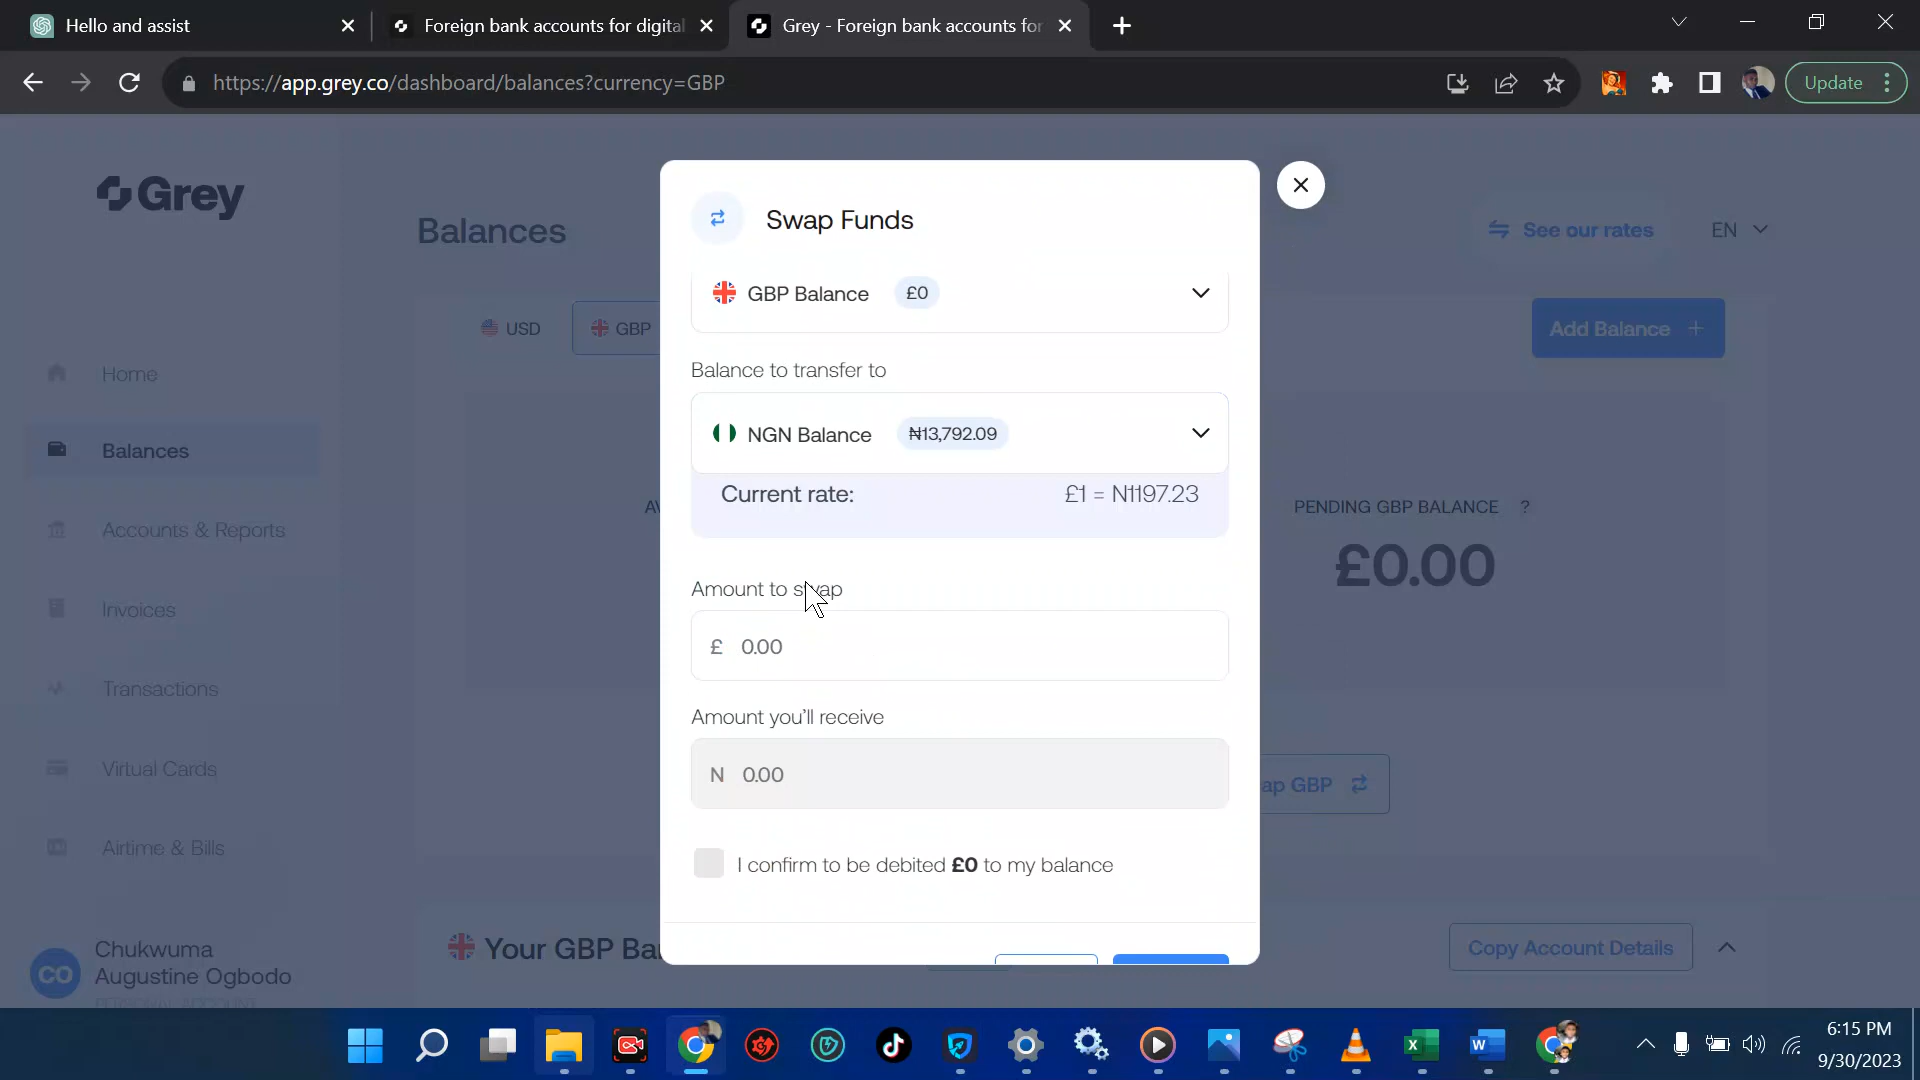 Hello and assist
Foreign bank accounts for digital
Grey - Foreign bank accounts for
https://app.grey.co/dashboard/balances?currency=GBP
Update
Grey
Balances
See our rates
EN
USD
GBP
Add Balance +
Home
Balances
Accounts & Reports
Invoices
Transactions
Virtual Cards
Airtime & Bills
CO
Chukwuma
Augustine Ogbodo
PERSONAL ACCOUNT
Swap Funds
GBP Balance £0
Balance to transfer to
NGN Balance ₦13,792.09
Current rate: £1 = N1197.23
Amount to swap
£ 0.00
Amount you'll receive
N 0.00
I confirm to be debited £0 to my balance
PENDING GBP BALANCE ?
£0.00
ap GBP
Your GBP Ba
Copy Account Details
6:15 PM
9/30/2023